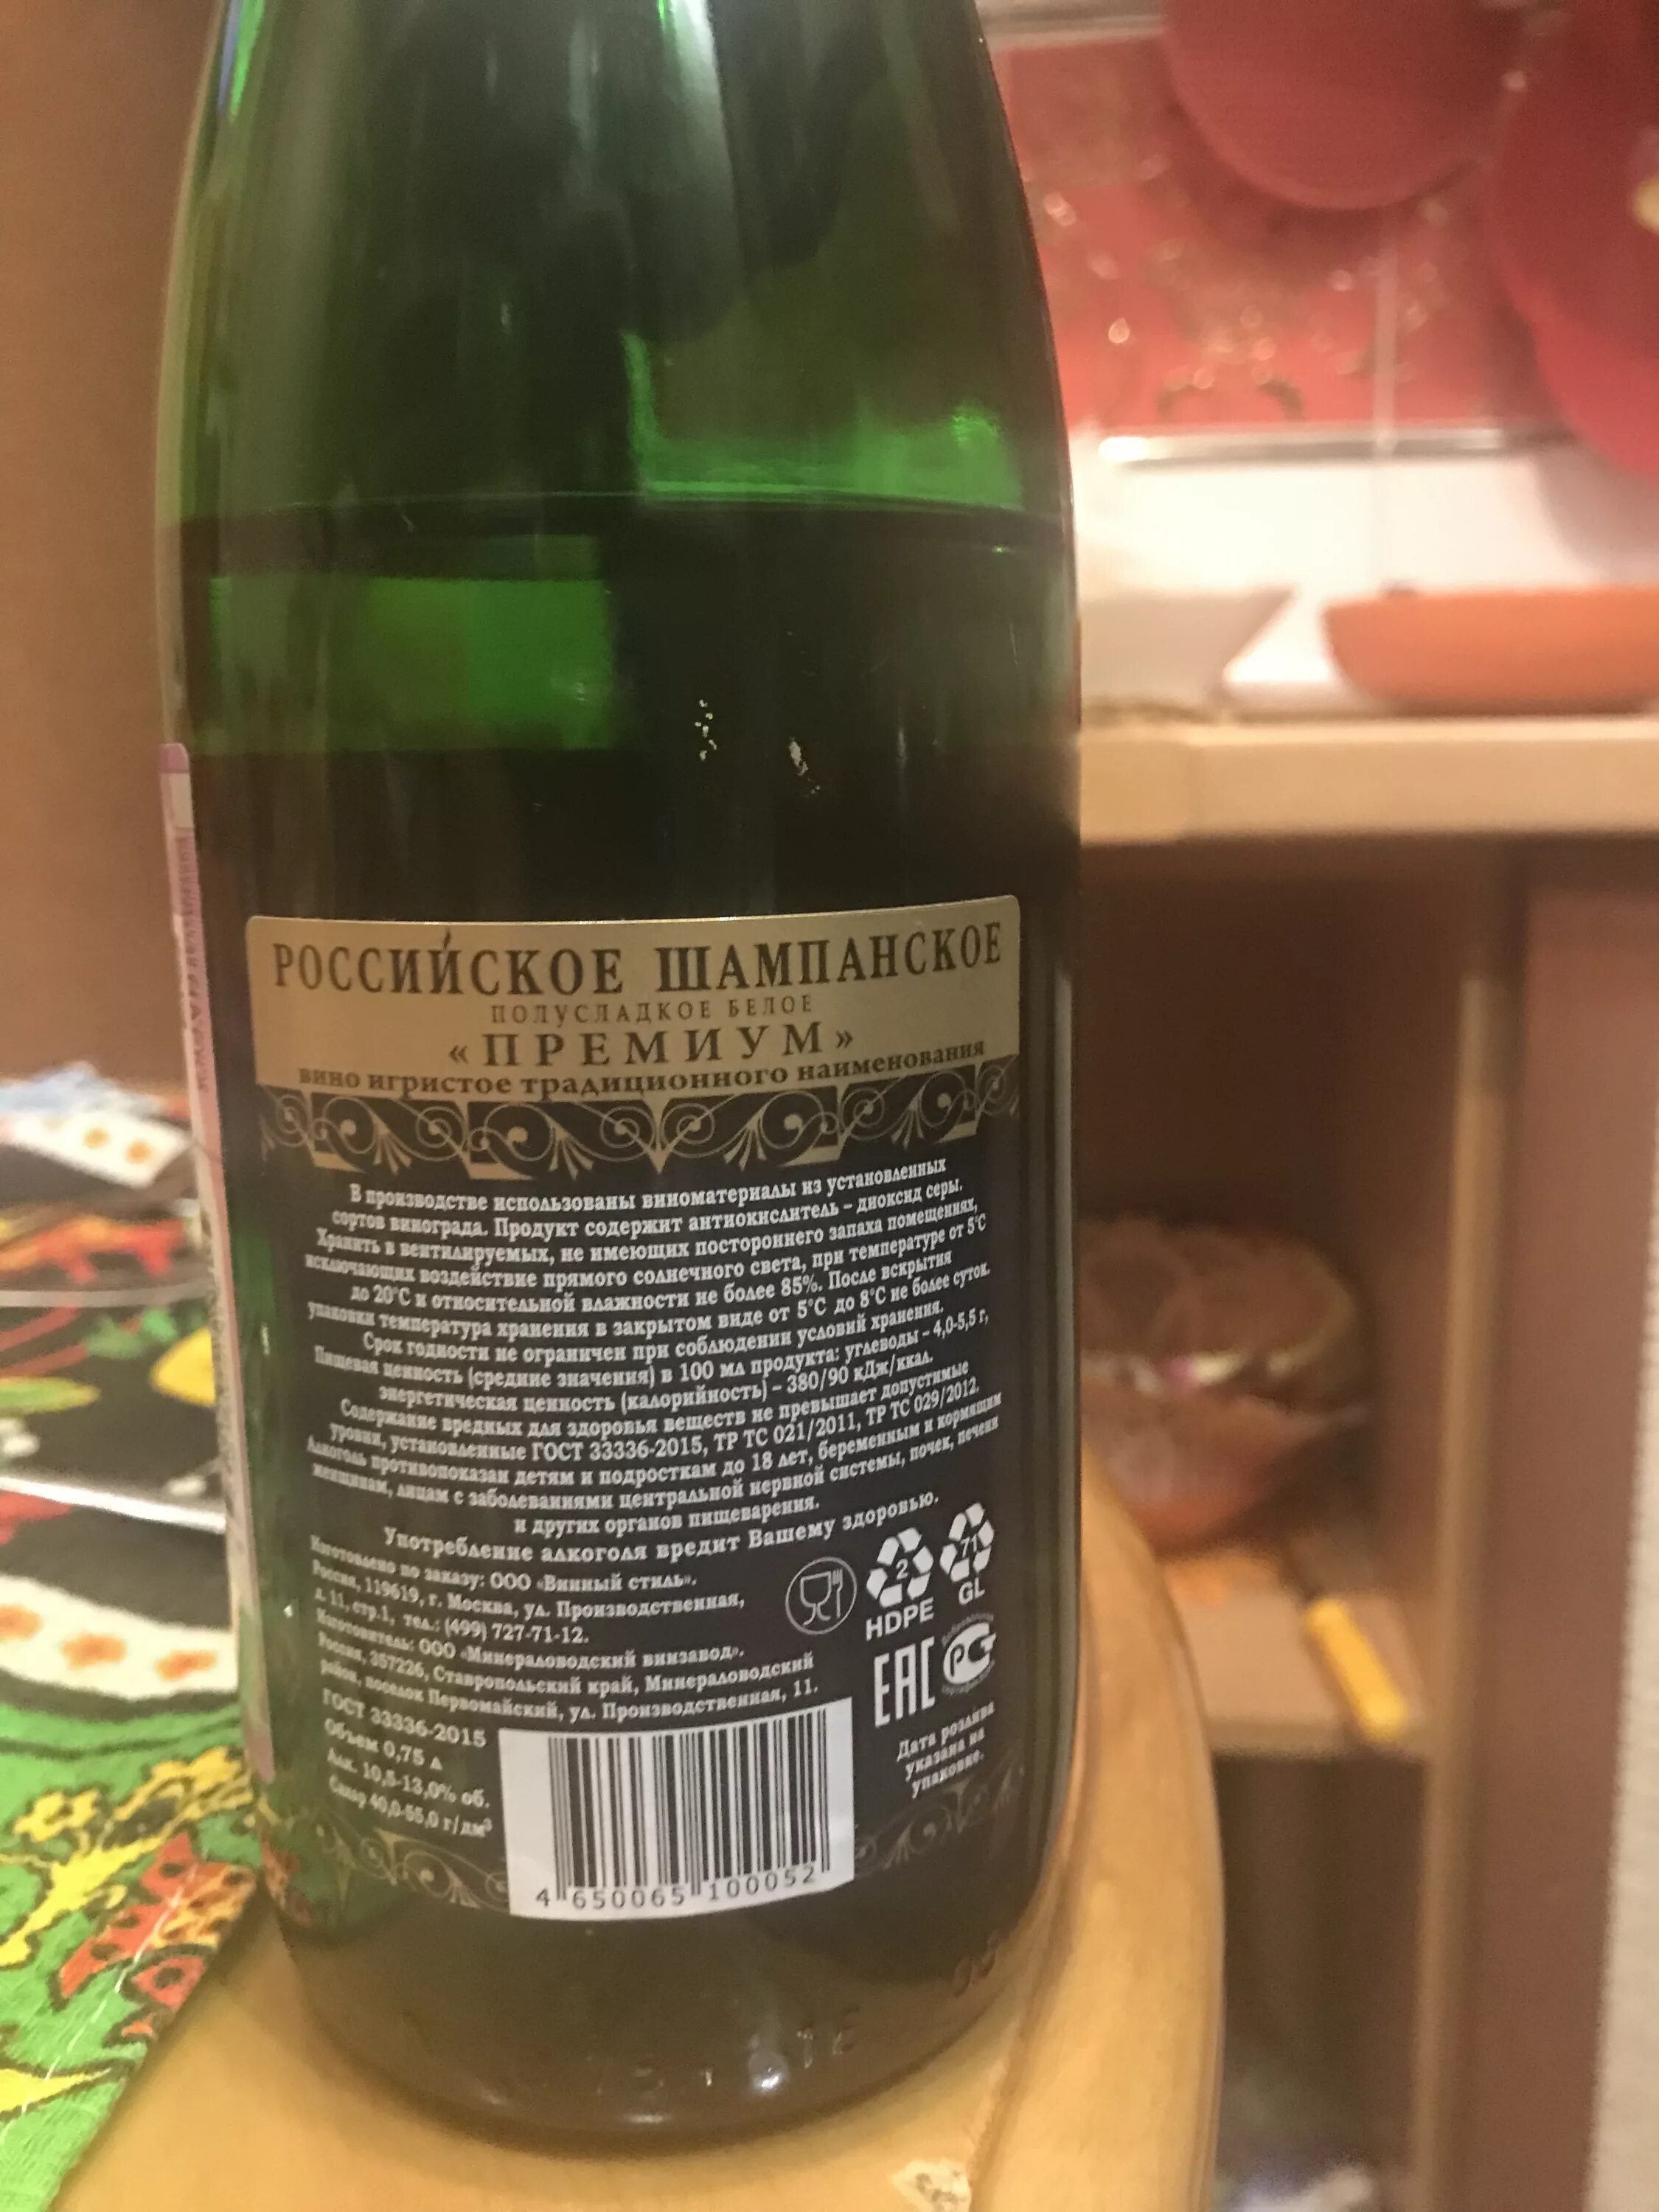 РОССИЙСКОЕ ШАМПАНСКОЕ
ПОЛУСЛАДКОЕ БЕЛОЕ
«ПРЕМИУМ»
вино игристое традиционного наименования
В производстве использованы виноматериалы из установленных
сортов винограда. Продукт содержит антиокислитель – диоксид серы.
Хранить в вентилируемых, не имеющих постороннего запаха помещениях,
исключающих воздействие прямого солнечного света, при температуре от 5°С
до 20°С и относительной влажности не более 85%. После вскрытия
упаковки температура хранения в закрытом виде от 5°С до 8°С не более суток.
Срок годности не ограничен при соблюдении условий хранения.
Пищевая ценность (средние значения) в 100 мл продукта: углеводы – 4,0-5,5 г,
энергетическая ценность (калорийность) – 380/90 кДж/ккал.
Содержание вредных для здоровья веществ не превышает допустимые
уровни, установленные ГОСТ 33336-2015, ТР ТС 021/2011, ТР ТС 029/2012.
Алкоголь противопоказан детям и подросткам до 18 лет, беременным и кормящим
женщинам, лицам с заболеваниями центральной нервной системы, почек, печени
и других органов пищеварения.
Употребление алкоголя вредит Вашему здоровью.
Изготовлено по заказу: ООО «Винный стиль».
Россия, 119619, г. Москва, ул. Производственная,
д. 11, стр.1, тел.: (499) 727-71-12.
Изготовитель: ООО «Минераловодский винзавод».
Россия, 357226, Ставропольский край, Минераловодский
район, поселок Первомайский, ул. Производственная, 11.
ГОСТ 33336-2015
Объем 0,75 л
Алк. 10,5-13,0% об.
Сахар 40,0-55,0 г/дм³
2
HDPE
71
GL
ЕАС
РСТ
Дата розлива
указана на
упаковке.
4 650065 100052